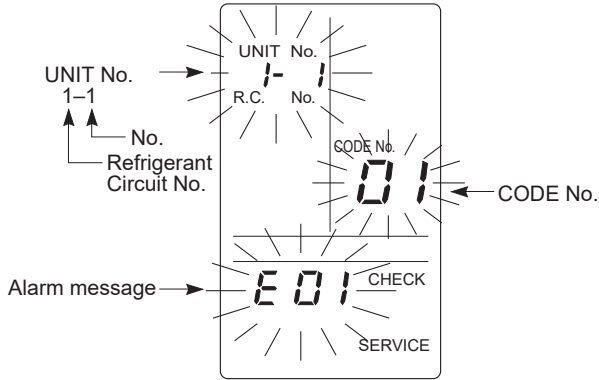 UNIT No.
1- 1
R.C. No.
UNIT No.
1–1
No.
Refrigerant
Circuit No.
CODE No.
01
CODE No.
Alarm message
E01
CHECK
SERVICE